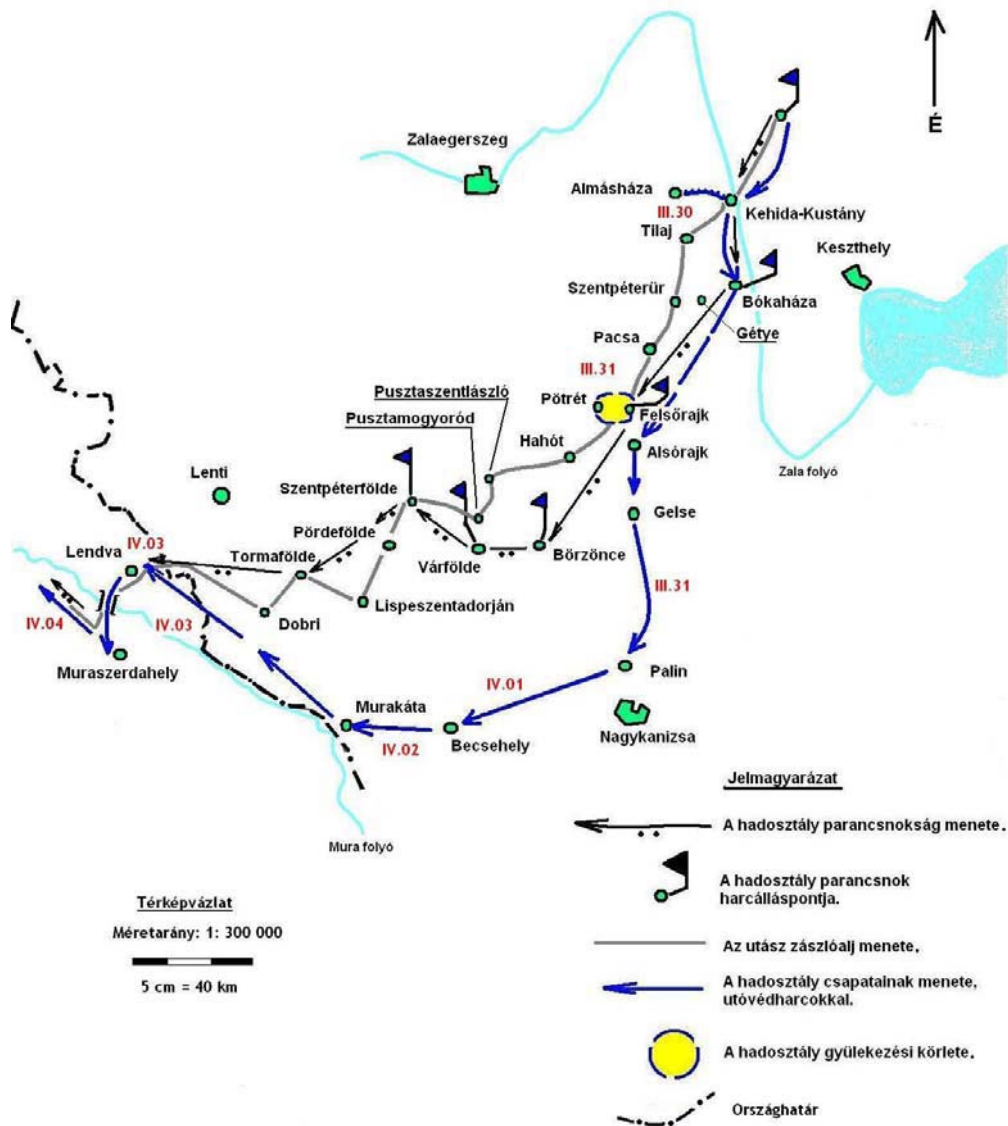 É
Zalaegerszeg
Almásháza
III.30
Kehida-Kustány
Tilaj
Keszthely
Szentpéterúr
Bókaháza
Gétye
Pacsa
III.31
Pusztaszentlászló
Pötrét
Felsőrajk
Pusztamogyoród
Hahót
Alsórajk
Zala folyó
Lenti
Szentpéterfölde
Gelse
Pördefölde
IV.03
Lendva
Tormafölde
Várfölde
Börzönce
III.31
IV.04
IV.03
Dobri
Lispeszentadorján
Muraszerdahely
Palin
IV.01
Murakáta
Nagykanizsa
IV.02
Becsehely
Mura folyó
Jelmagyarázat
A hadosztály parancsnokság menete.
A hadosztály parancsnok
harcálláspontja.
Az utász zászlóalj menete.
A hadosztály csapatainak menete,
utóvédharcokkal.
A hadosztály gyülekezési körlete.
Országhatár
Térképvázlat
Méretarány: 1: 300 000
5 cm = 40 km